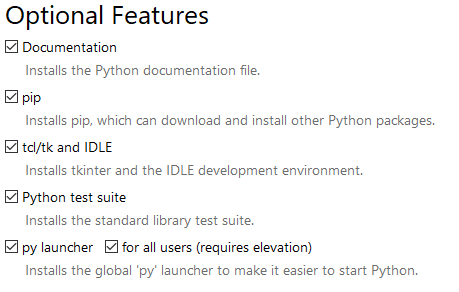 Optional Features
Documentation
Installs the Python documentation file.
pip
Installs pip, which can download and install other Python packages.
tcl/tk and IDLE
Installs tkinter and the IDLE development environment.
Python test suite
Installs the standard library test suite.
py launcher for all users (requires elevation)
Installs the global 'py' launcher to make it easier to start Python.